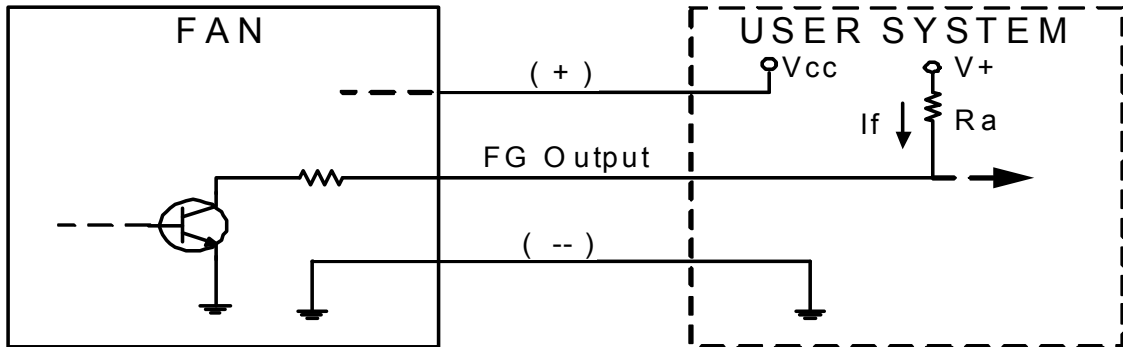 FAN
USER SYSTEM
( + )
Vcc
V+
If
Ra
FG Output
( -- )